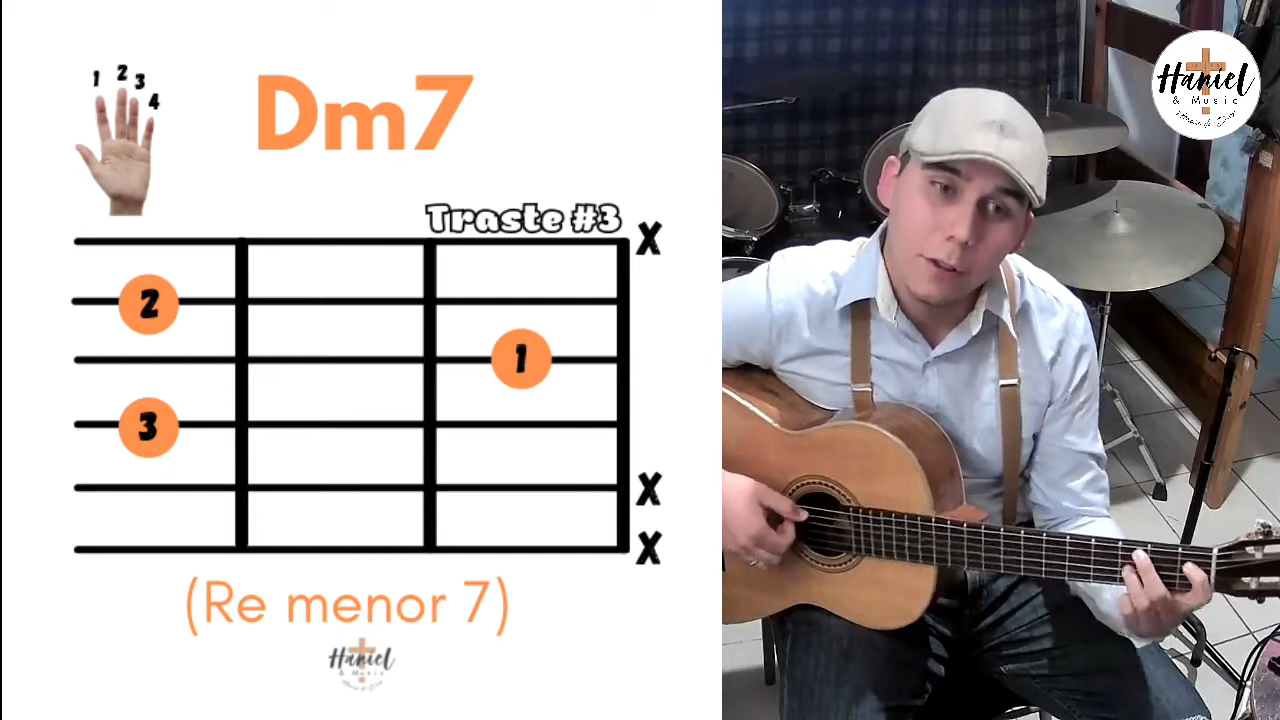 1 2 3 4
Dm7
Traste #3
X
2
1
3
X
X
(Re menor 7)
Haniel
& Music
Haniel
& Music